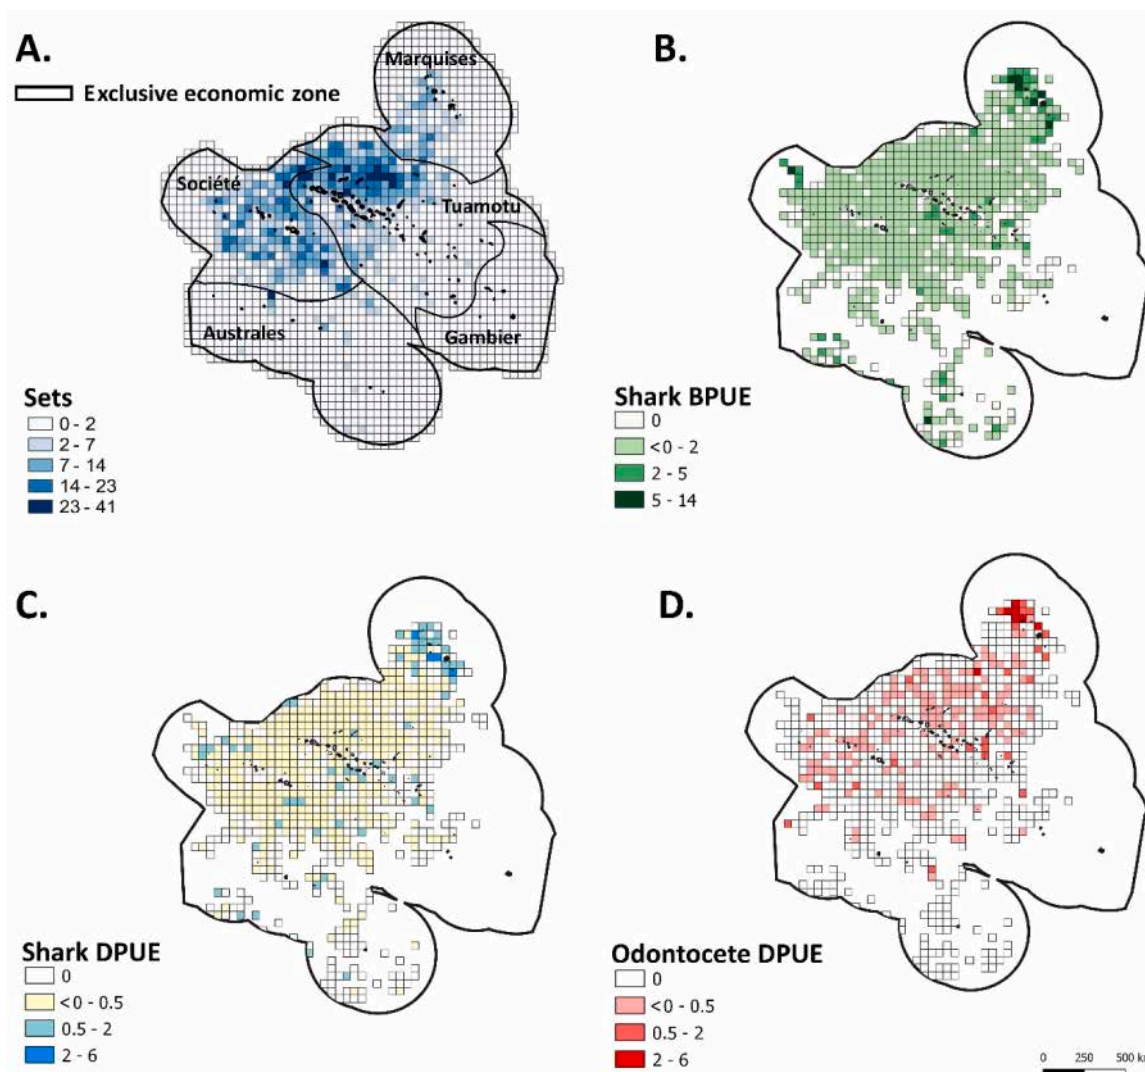 A.
Exclusive economic zone
Marquises
Société
Tuamotu
Australes
Gambier
Sets
0 - 2
2 - 7
7 - 14
14 - 23
23 - 41
B.
Shark BPUE
0
<0 - 2
2 - 5
5 - 14
C.
Shark DPUE
0
<0 - 0.5
0.5 - 2
2 - 6
D.
Odontocete DPUE
0
<0 - 0.5
0.5 - 2
2 - 6
0 250 500 km